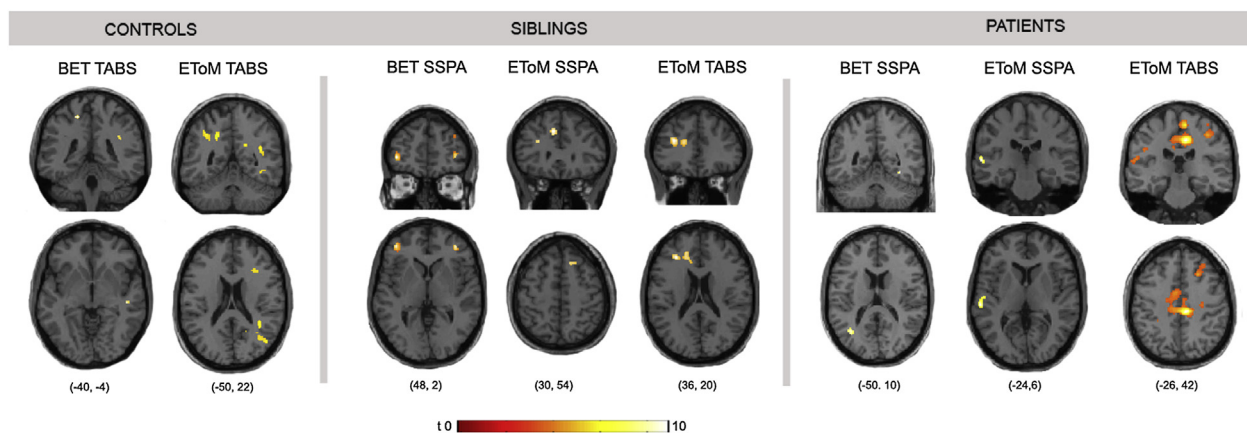 CONTROLS SIBLINGS PATIENTS
BET TABS EToM TABS BET SSPA EToM SSPA EToM TABS BET SSPA EToM SSPA EToM TABS
(-40, -4) (-50, 22) (48, 2) (30, 54) (36, 20) (-50. 10) (-24,6) (-26, 42)
t 0 10